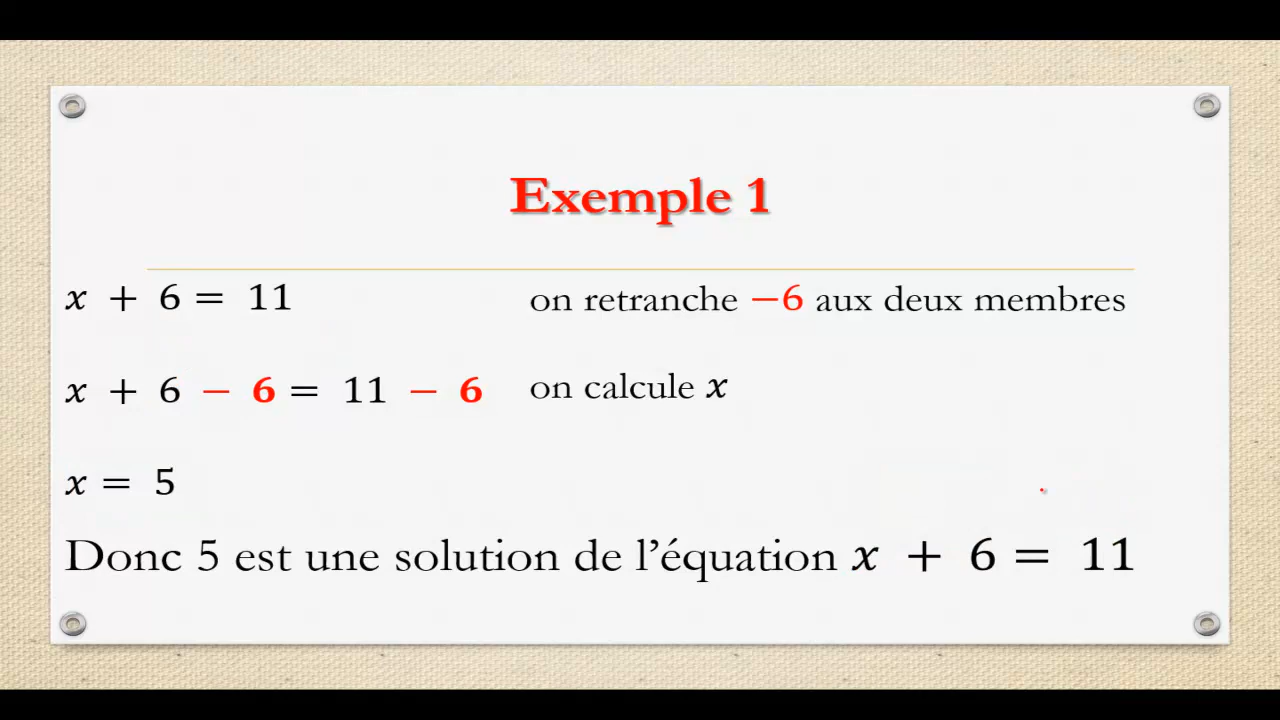 Exemple 1
x + 6 = 11 on retranche −6 aux deux membres
x + 6 − 6 = 11 − 6 on calcule x
x = 5
Donc 5 est une solution de l’équation x + 6 = 11